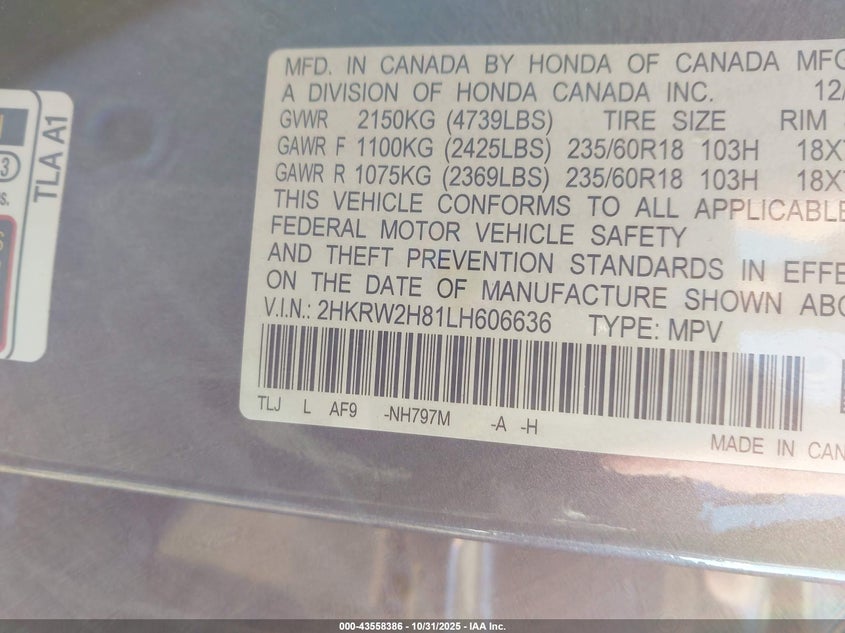 MFD. IN CANADA BY HONDA OF CANADA MFG
A DIVISION OF HONDA CANADA INC. 12/
GVWR 2150KG (4739LBS) TIRE SIZE RIM
GAWR F 1100KG (2425LBS) 235/60R18 103H 18X7
GAWR R 1075KG (2369LBS) 235/60R18 103H 18X7
THIS VEHICLE CONFORMS TO ALL APPLICABLE
FEDERAL MOTOR VEHICLE SAFETY
AND THEFT PREVENTION STANDARDS IN EFFE
ON THE DATE OF MANUFACTURE SHOWN ABO
V.I.N.: 2HKRW2H81LH606636 TYPE: MPV
TLJ L AF9 -NH797M -A -H
MADE IN CAN
TLA A1
000-43558386 - 10/31/2025 - IAA Inc.